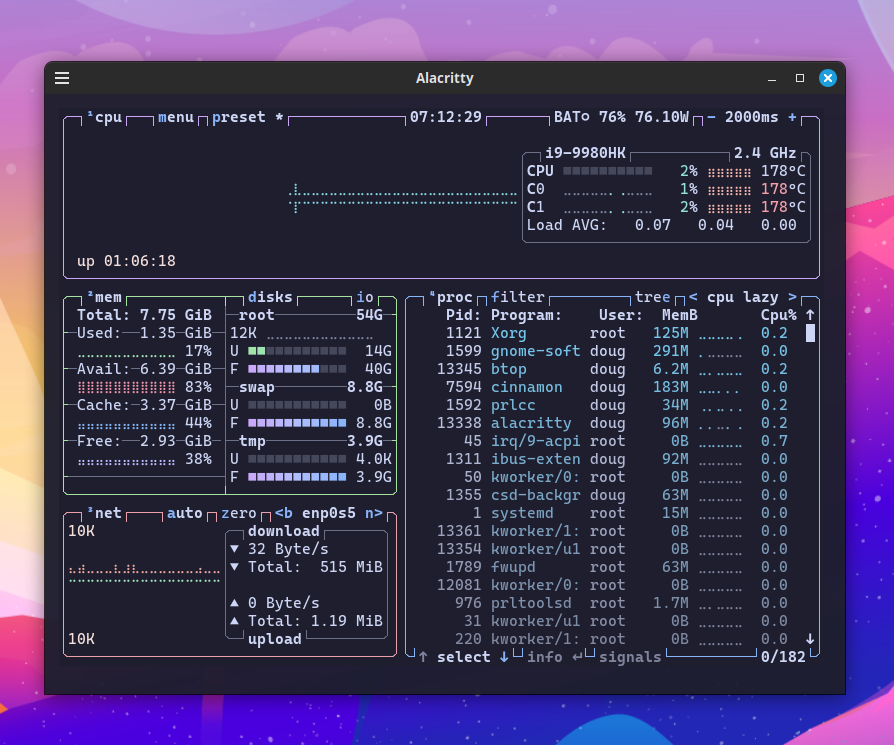 Alacritty
¹cpu menu preset * 07:12:29 BAT○ 76% 76.10W - 2000ms +
i9-9980HK 2.4 GHz
CPU 2% 178°C
C0 1% 178°C
C1 2% 178°C
Load AVG: 0.07 0.04 0.00
up 01:06:18
²mem disks io
Total: 7.75 GiB
Used: 1.35 GiB
17%
Avail: 6.39 GiB
83%
Cache: 3.37 GiB
44%
Free: 2.93 GiB
38%
root 54G
12K
U 14G
F 40G
swap 8.8G
U 0B
F 8.8G
tmp 3.9G
U 4.0K
F 3.9G
³net auto zero <b enp0s5 n>
10K
10K
download
▼ 32 Byte/s
▼ Total: 515 MiB
▲ 0 Byte/s
▲ Total: 1.19 MiB
upload
⁴proc filter tree < cpu lazy >
Pid: Program: User: MemB Cpu% ↑
1121 Xorg root 125M 0.2
1599 gnome-soft doug 291M 0.0
13345 btop doug 6.2M 0.2
7594 cinnamon doug 183M 0.0
1592 prlcc doug 34M 0.2
13338 alacritty doug 96M 0.2
45 irq/9-acpi root 0B 0.7
1311 ibus-exten doug 92M 0.0
50 kworker/0: root 0B 0.0
1355 csd-backgr doug 63M 0.0
1 systemd root 15M 0.0
13361 kworker/1: root 0B 0.0
13354 kworker/u1 root 0B 0.0
1789 fwupd root 63M 0.0
12081 kworker/0: root 0B 0.0
976 prltoolsd root 1.7M 0.0
31 kworker/u1 root 0B 0.0
220 kworker/1: root 0B 0.0 ↓
↑ select ↓ info ↵ signals 0/182